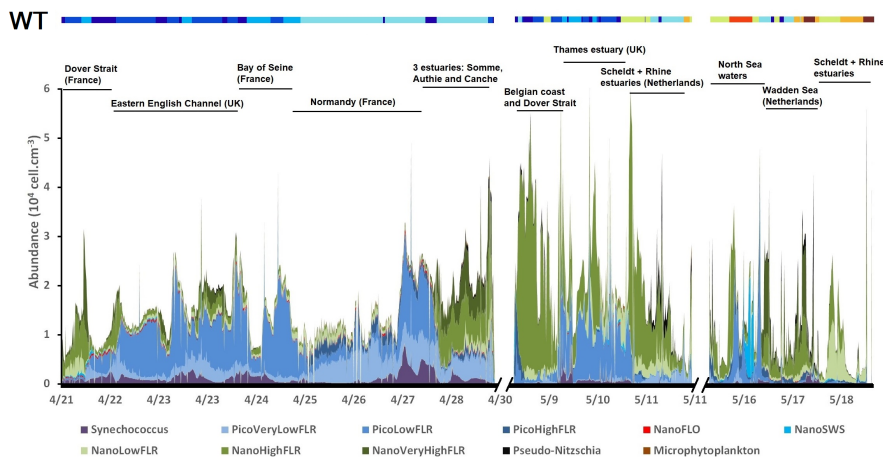 WT
Dover Strait
(France)
Eastern English Channel (UK)
Bay of Seine
(France)
Normandy (France)
3 estuaries: Somme,
Authie and Canche
Belgian coast
and Dover Strait
Thames estuary (UK)
Scheldt + Rhine
estuaries (Netherlands)
North Sea
waters
Wadden Sea
(Netherlands)
Scheldt + Rhine
estuaries
Abundance (10⁴ cell.cm⁻³)
6
5
4
3
2
1
0
4/21 4/22 4/23 4/23 4/24 4/25 4/26 4/27 4/28 4/30 5/9 5/10 5/11 5/11 5/16 5/17 5/18
Synechococcus PicoVeryLowFLR PicoLowFLR PicoHighFLR NanoFLO NanoSWS
NanoLowFLR NanoHighFLR NanoVeryHighFLR Pseudo-Nitzschia Microphytoplankton